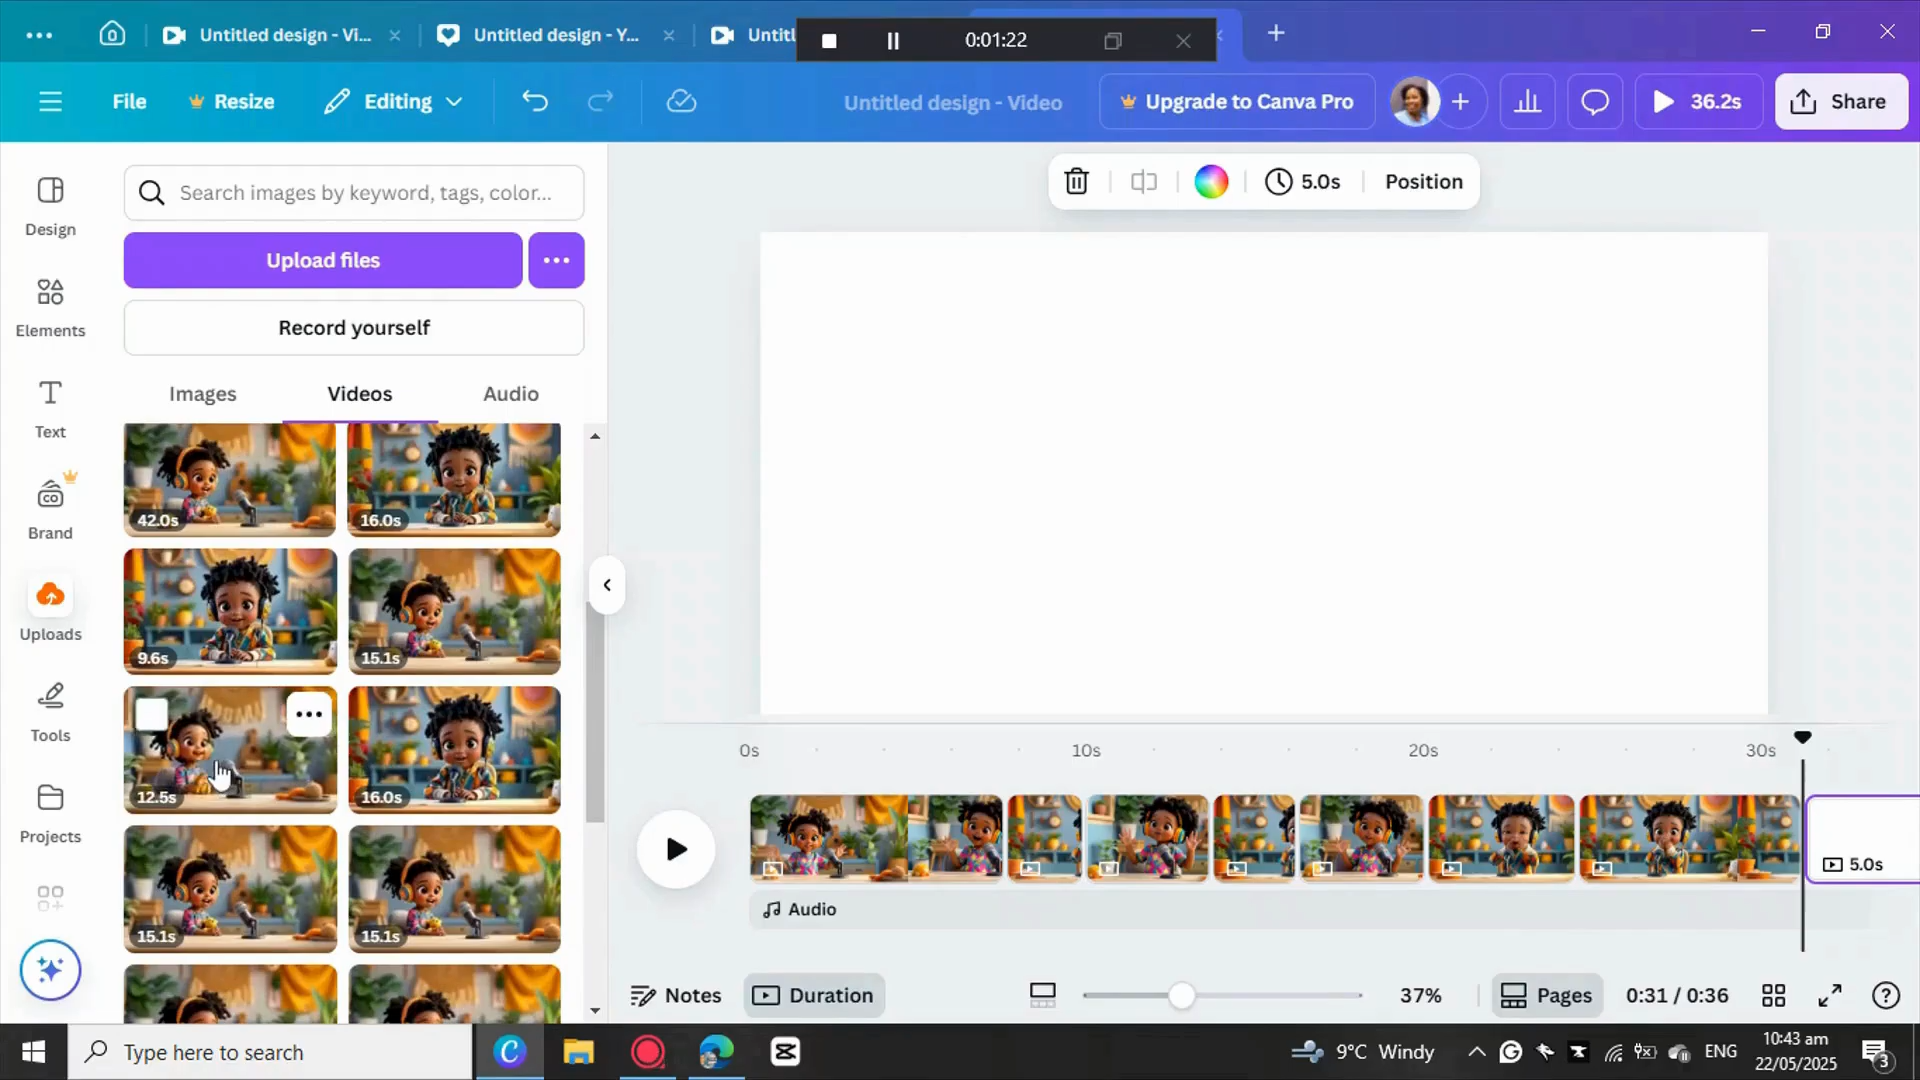 Untitled design - Vi...
Untitled design - Y...
Untitl
0:01:22
File
Resize
Editing
Untitled design - Video
Upgrade to Canva Pro
36.2s
Share
Search images by keyword, tags, color...
Upload files
Record yourself
Images
Videos
Audio
Design
Elements
Text
Brand
Uploads
Tools
Projects
42.0s
16.0s
9.6s
15.1s
12.5s
16.0s
15.1s
15.1s
5.0s
Position
0s
10s
20s
30s
5.0s
Audio
Notes
Duration
37%
Pages
0:31 / 0:36
Type here to search
9°C Windy
ENG
10:43 am
22/05/2025
3